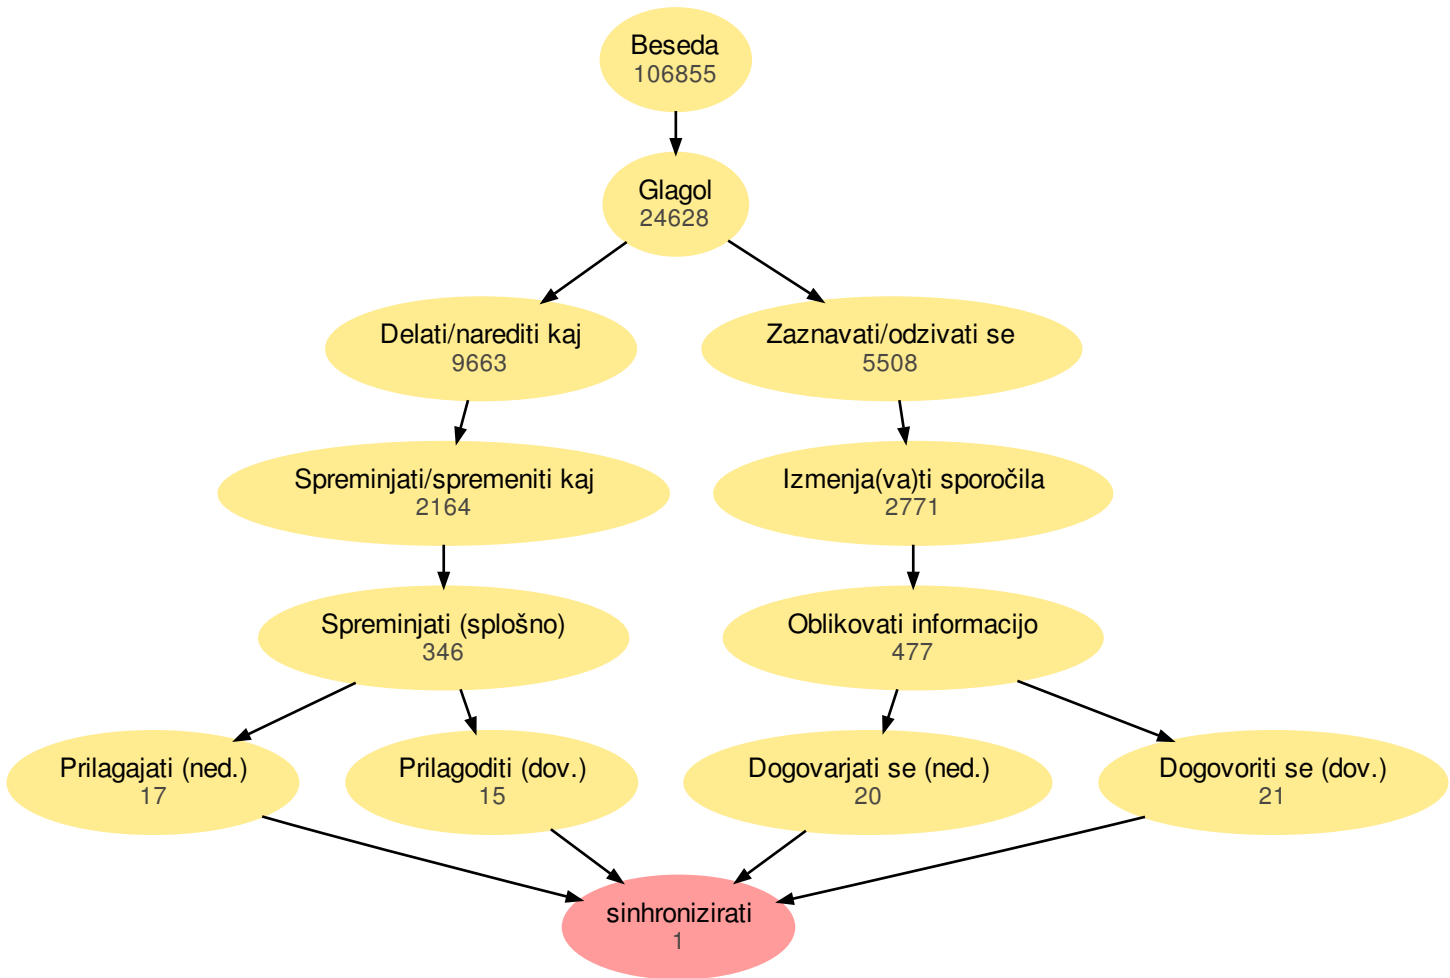 Beseda
106855
Glagol
24628
Delati/narediti kaj
9663
Zaznavati/odzivati se
5508
Spreminjati/spremeniti kaj
2164
Izmenja(va)ti sporočila
2771
Spreminjati (splošno)
346
Oblikovati informacijo
477
Prilagajati (ned.)
17
Prilagoditi (dov.)
15
Dogovarjati se (ned.)
20
Dogovoriti se (dov.)
21
sinhronizirati
1